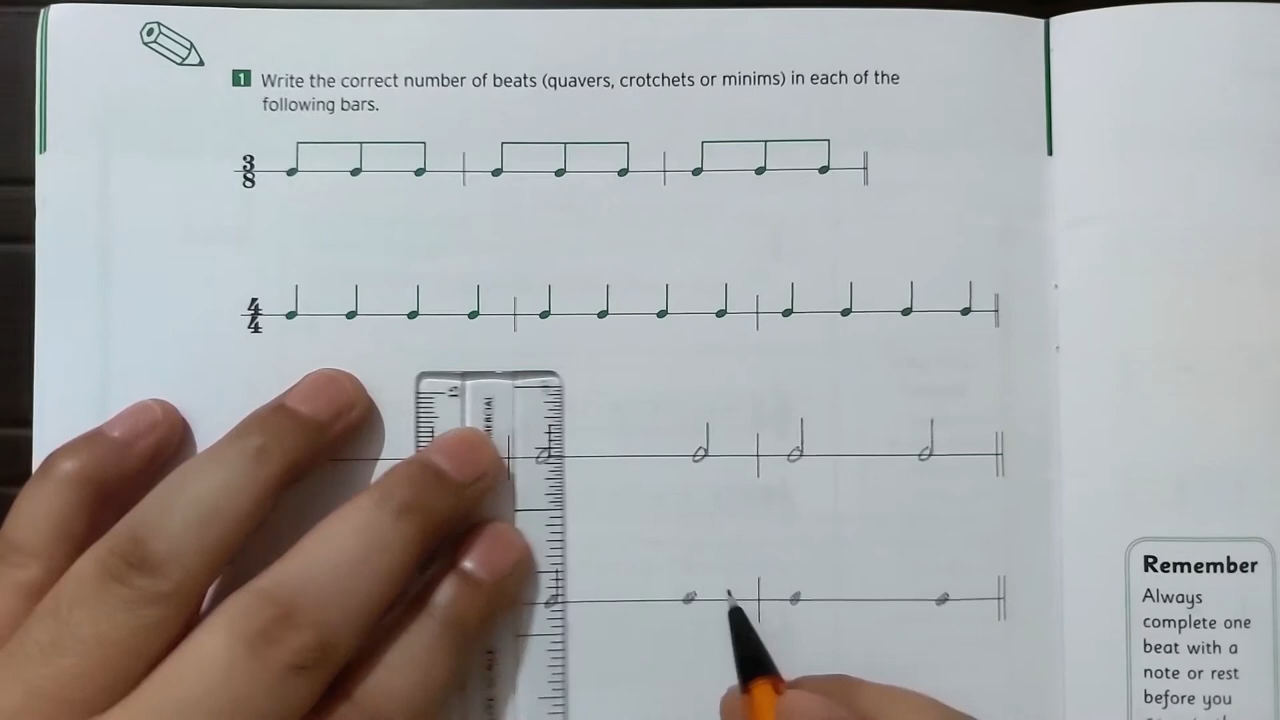 1 Write the correct number of beats (quavers, crotchets or minims) in each of the
following bars.
3
8
4
4
15
Remember
Always
complete one
beat with a
note or rest
before you